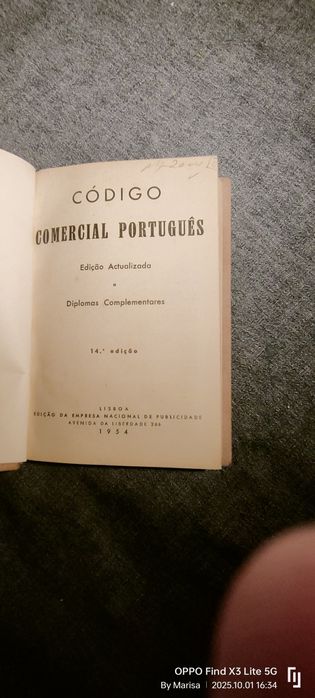 CÓDIGO
COMERCIAL PORTUGUÊS
Edição Actualizada
e
Diplomas Complementares
14.ª edição
LISBOA
EDIÇÃO DA EMPRESA NACIONAL DE PUBLICIDADE
AVENIDA DA LIBERDADE 266
1954
OPPO Find X3 Lite 5G
By Marisa | 2025.10.01 16:34